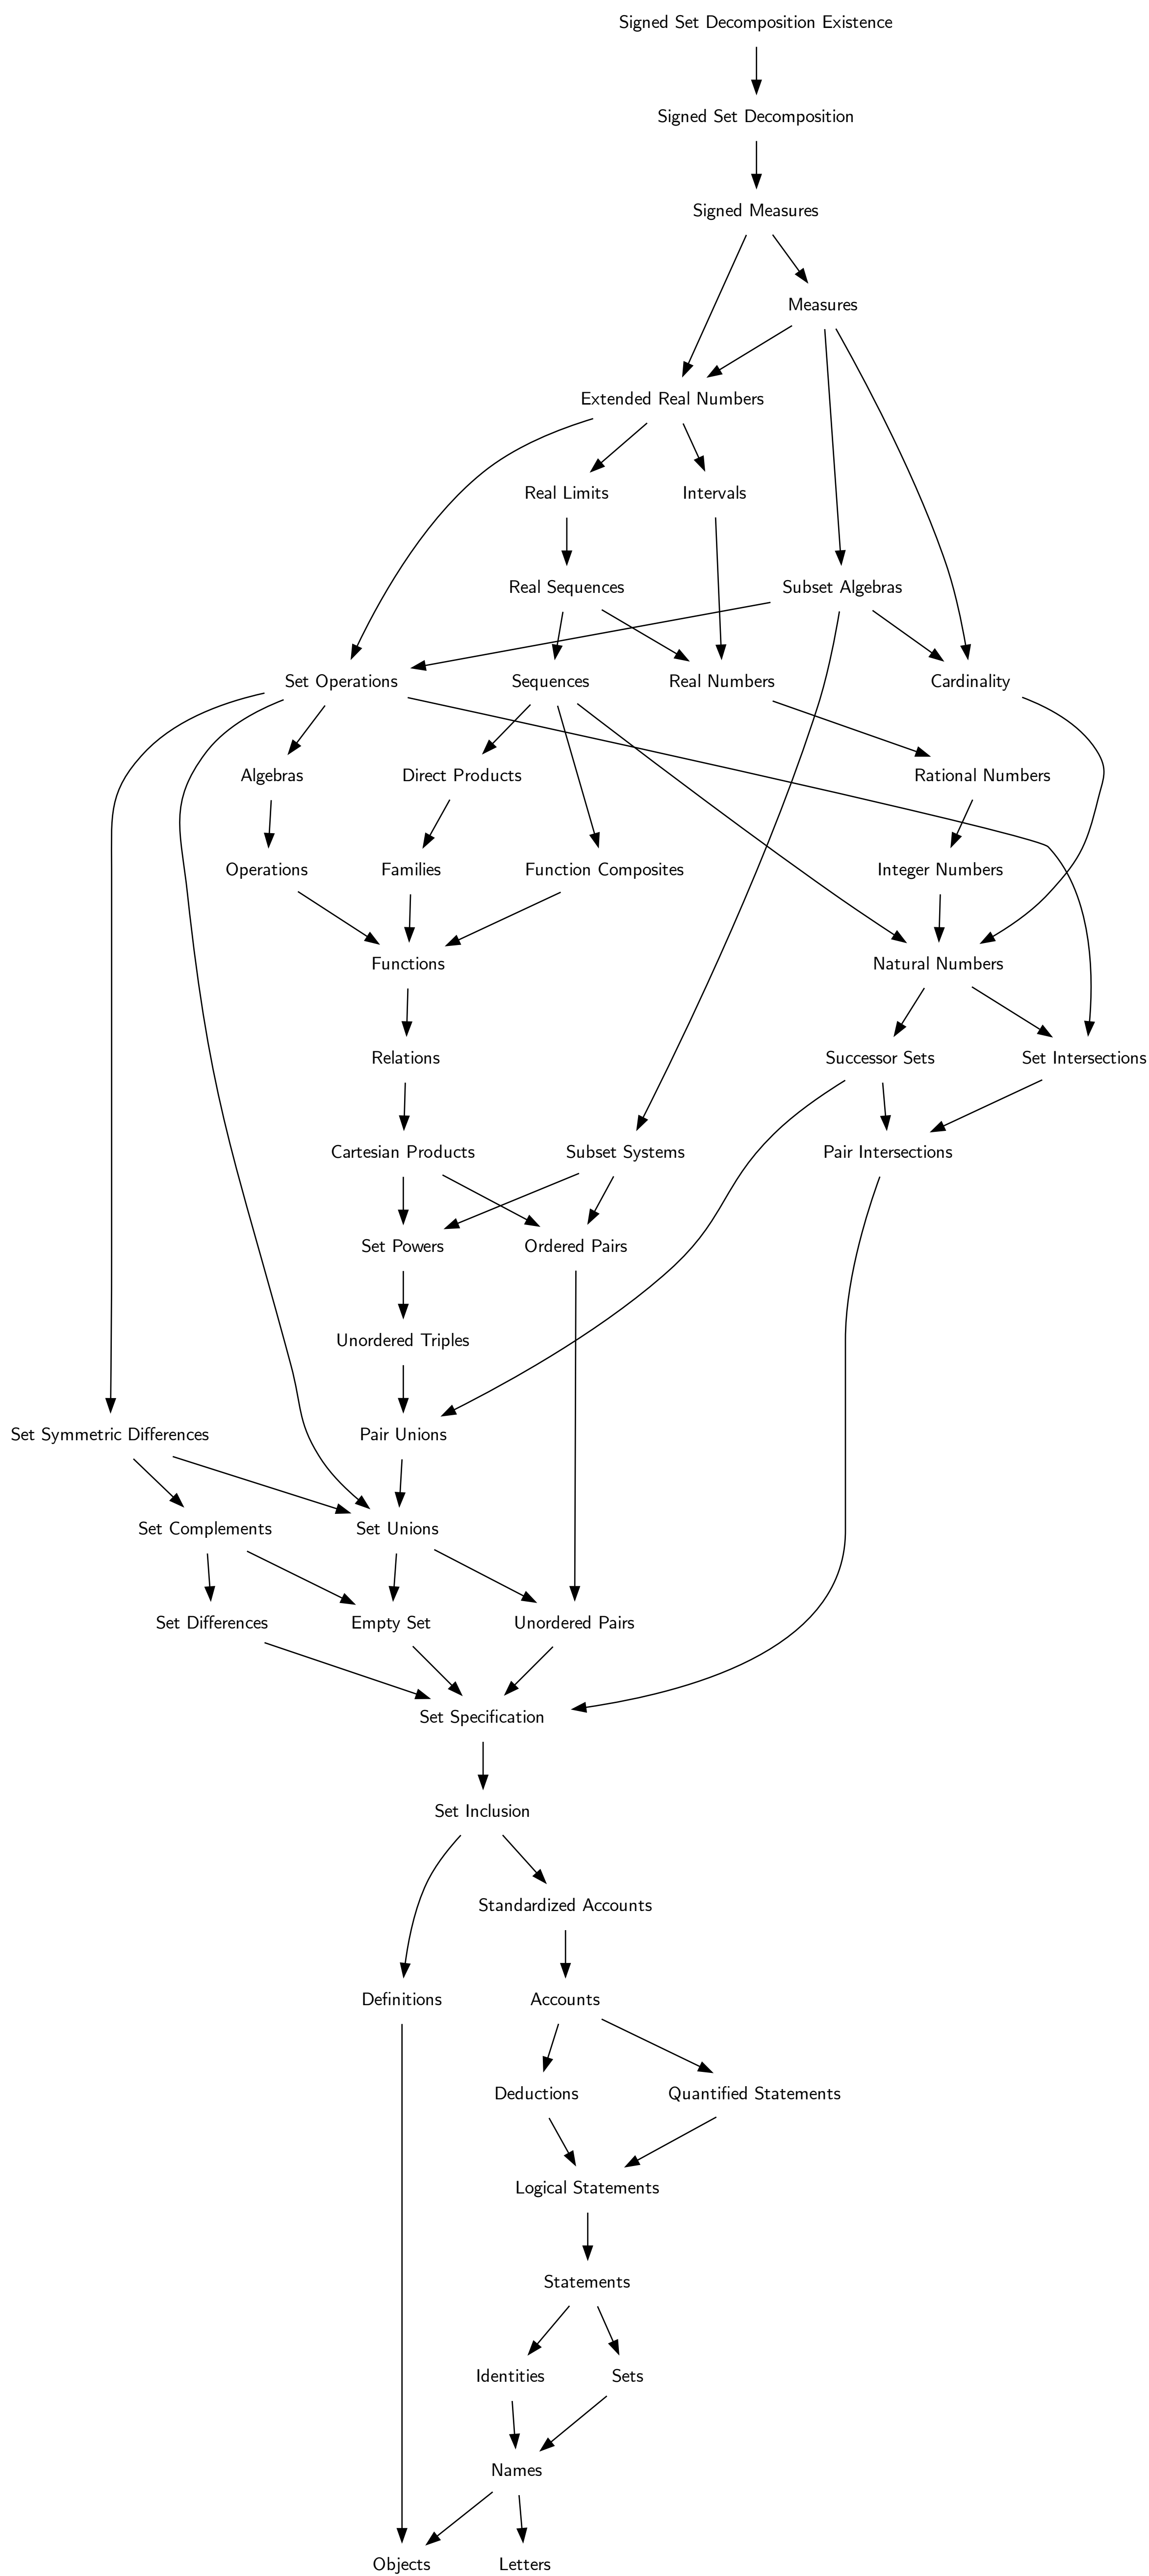 Signed Set Decomposition Existence
Signed Set Decomposition
Signed Measures
Measures
Extended Real Numbers
Real Limits
Intervals
Real Sequences
Subset Algebras
Set Operations
Sequences
Real Numbers
Cardinality
Algebras
Direct Products
Rational Numbers
Operations
Families
Function Composites
Integer Numbers
Functions
Natural Numbers
Relations
Successor Sets
Set Intersections
Cartesian Products
Subset Systems
Pair Intersections
Set Powers
Ordered Pairs
Unordered Triples
Set Symmetric Differences
Pair Unions
Set Complements
Set Unions
Set Differences
Empty Set
Unordered Pairs
Set Specification
Set Inclusion
Standardized Accounts
Definitions
Accounts
Deductions
Quantified Statements
Logical Statements
Statements
Identities
Sets
Names
Objects
Letters